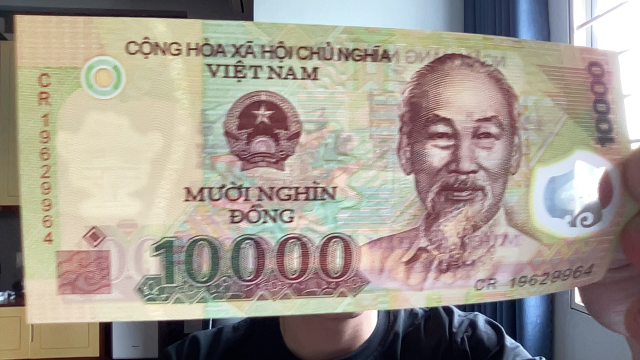 CỘNG HÒA XÃ HỘI CHỦ NGHĨA
VIỆT NAM
CR 19629964
10000
MƯỜI NGHÌN
ĐỒNG
10000
CR 19629964